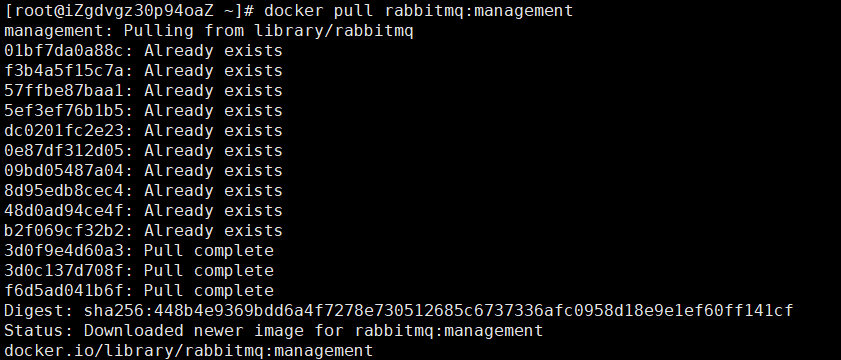 [root@iZgdvgz30p94oaZ ~]# docker pull rabbitmq:management
management: Pulling from library/rabbitmq
01bf7da0a88c: Already exists
f3b4a5f15c7a: Already exists
57ffbe87baa1: Already exists
5ef3ef76b1b5: Already exists
dc0201fc2e23: Already exists
0e87df312d05: Already exists
09bd05487a04: Already exists
8d95edb8cec4: Already exists
48d0ad94ce4f: Already exists
b2f069cf32b2: Already exists
3d0f9e4d60a3: Pull complete
3d0c137d708f: Pull complete
f6d5ad041b6f: Pull complete
Digest: sha256:448b4e9369bdd6a4f7278e730512685c6737336afc0958d18e9e1ef60ff141cf
Status: Downloaded newer image for rabbitmq:management
docker.io/library/rabbitmq:management